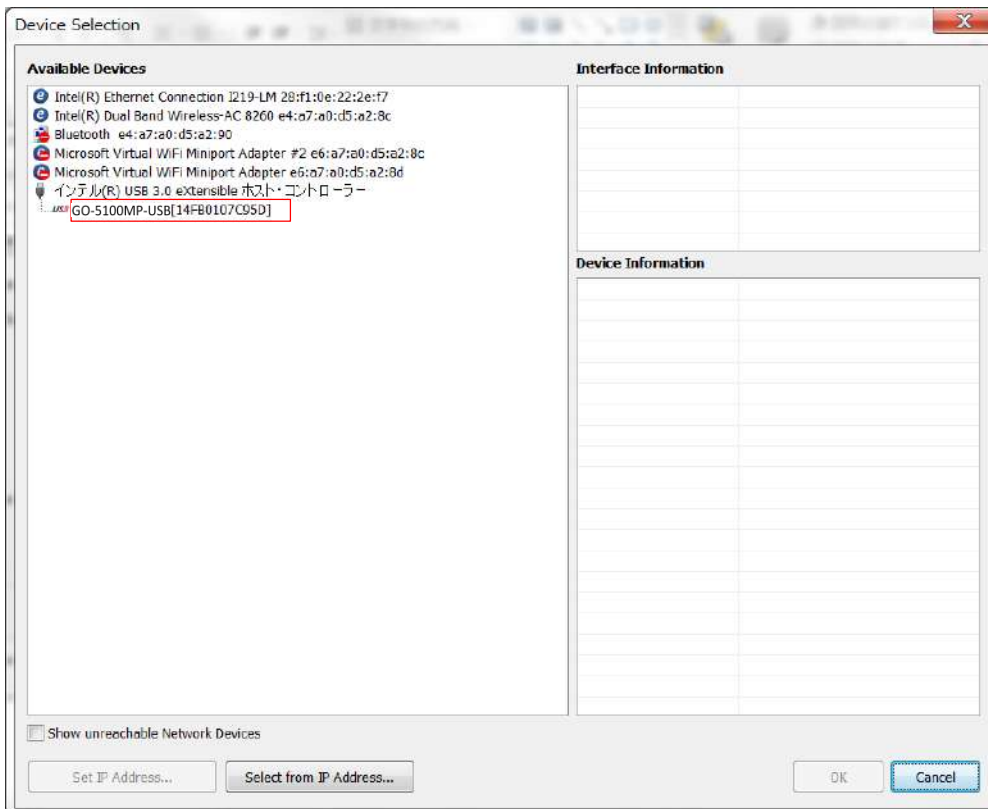 Device Selection
Available Devices
Intel(R) Ethernet Connection I219-LM 28:f1:0e:22:2e:f7
Intel(R) Dual Band Wireless-AC 8260 e4:a7:a0:d5:a2:8c
Bluetooth e4:a7:a0:d5:a2:90
Microsoft Virtual WiFi Miniport Adapter #2 e6:a7:a0:d5:a2:8c
Microsoft Virtual WiFi Miniport Adapter e6:a7:a0:d5:a2:8d
インテル(R) USB 3.0 eXtensible ホスト・コントローラー
GO-5100MP-USB[14FB0107C95D]
Show unreachable Network Devices
Set IP Address...
Select from IP Address...
Interface Information
Device Information
OK
Cancel